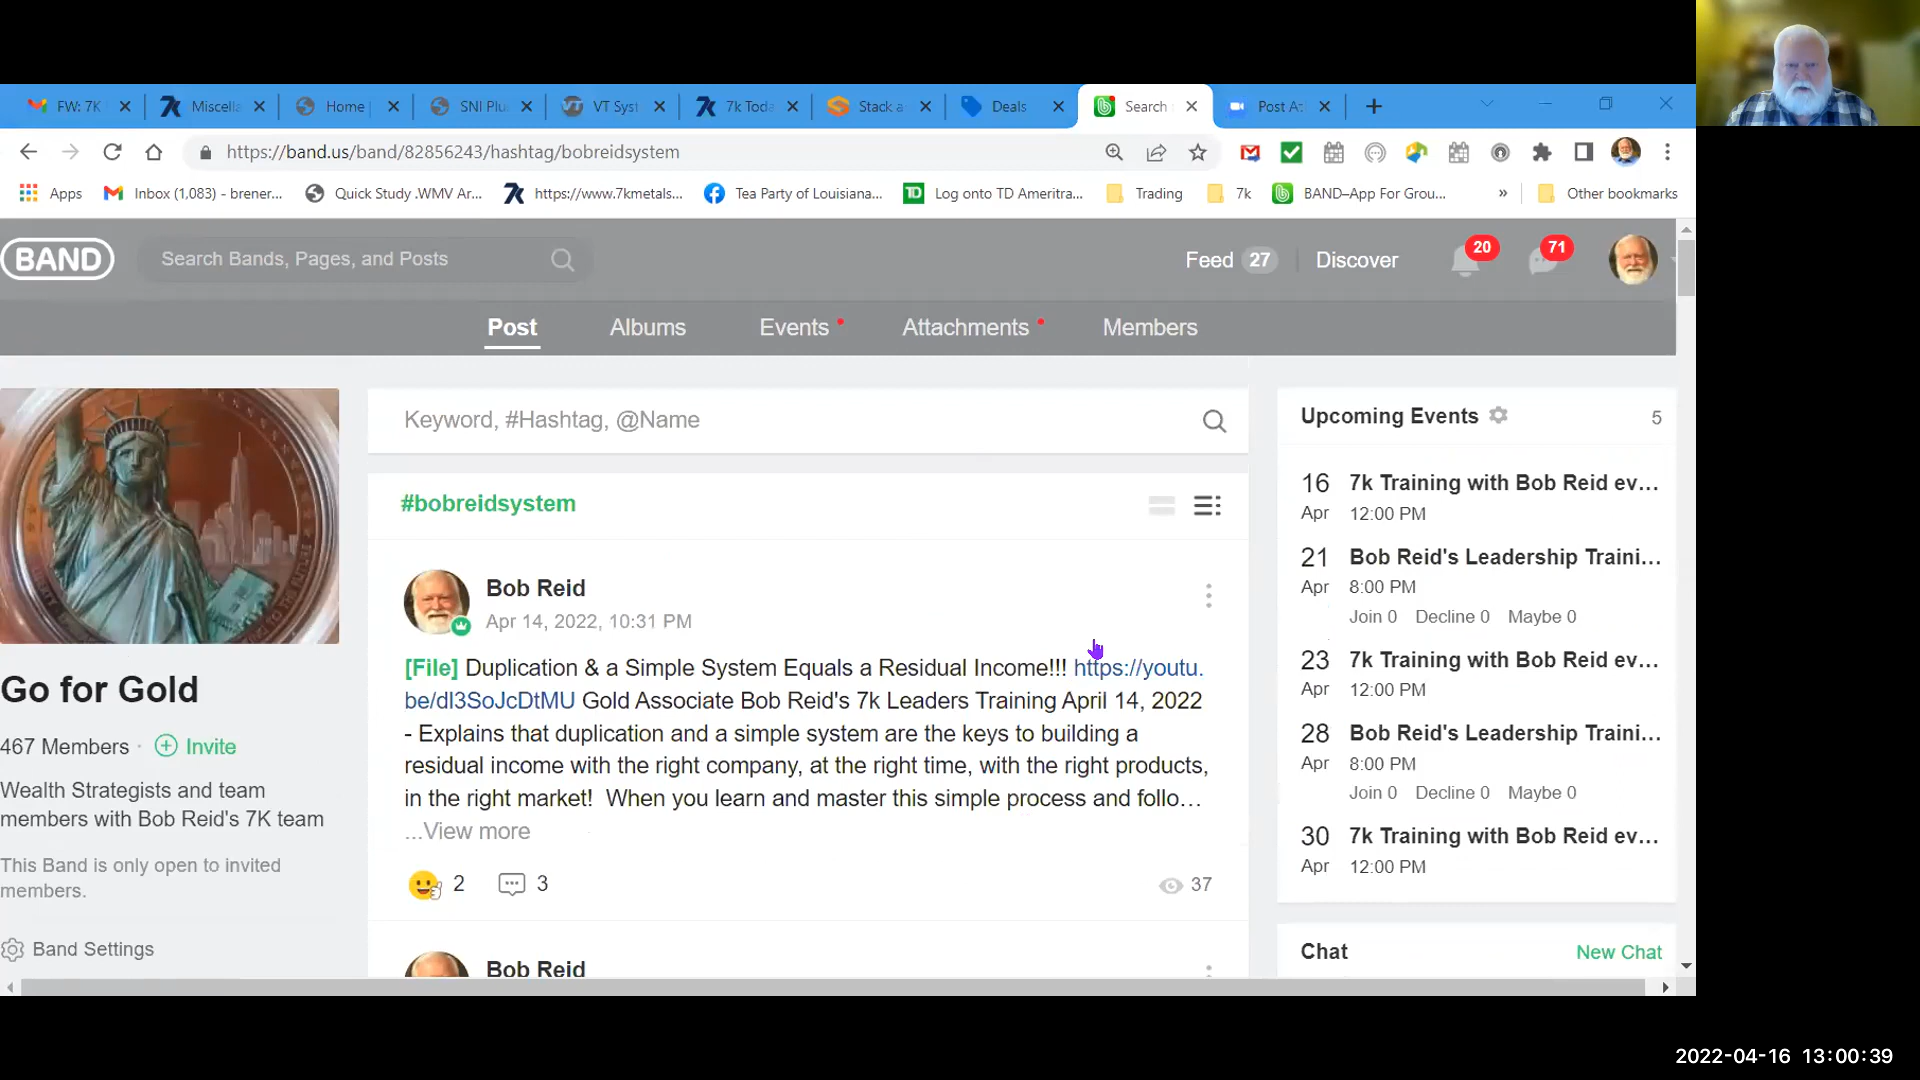 FW: 7K
Miscella
Home
SNI Plu
VT Syst
7k Toda
Stack a
Deals
Search
Post At
https://band.us/band/82856243/hashtag/bobreidsystem
Apps
Inbox (1,083) - brener...
Quick Study .WMV Ar...
https://www.7kmetals...
Tea Party of Louisiana...
TD
Log onto TD Ameritra...
Trading
7k
BAND–App For Grou...
»
Other bookmarks
BAND
Search Bands, Pages, and Posts
Feed 27
Discover
20
71
Post
Albums
Events
Attachments
Members
Go for Gold
467 Members · Invite
Wealth Strategists and team
members with Bob Reid's 7K team
This Band is only open to invited
members.
Band Settings
Keyword, #Hashtag, @Name
#bobreidsystem
Bob Reid
Apr 14, 2022, 10:31 PM
[File] Duplication & a Simple System Equals a Residual Income!!! https://youtu.
be/dI3SoJcDtMU Gold Associate Bob Reid's 7k Leaders Training April 14, 2022
- Explains that duplication and a simple system are the keys to building a
residual income with the right company, at the right time, with the right products,
in the right market! When you learn and master this simple process and follo...
...View more
2
3
37
Bob Reid
Upcoming Events
5
16 7k Training with Bob Reid ev...
Apr 12:00 PM
21 Bob Reid's Leadership Traini...
Apr 8:00 PM
Join 0 Decline 0 Maybe 0
23 7k Training with Bob Reid ev...
Apr 12:00 PM
28 Bob Reid's Leadership Traini...
Apr 8:00 PM
Join 0 Decline 0 Maybe 0
30 7k Training with Bob Reid ev...
Apr 12:00 PM
Chat
New Chat
2022-04-16 13:00:39